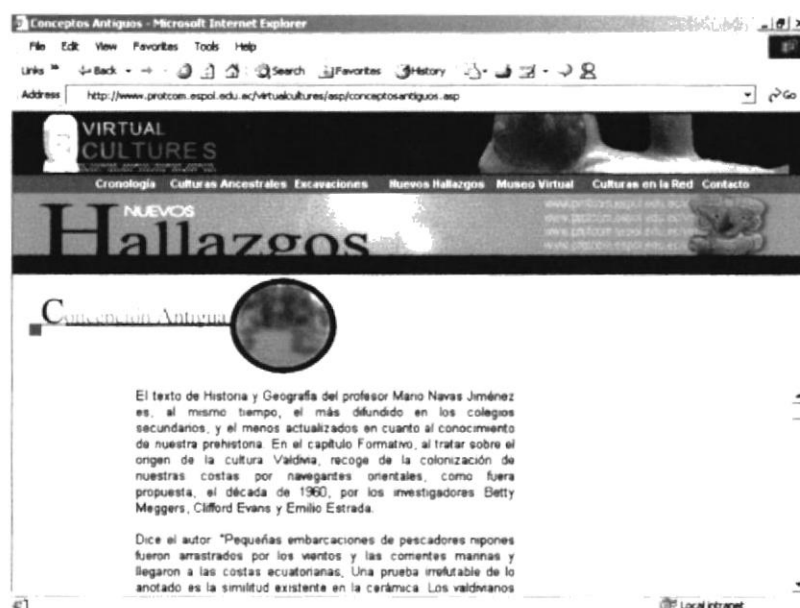 Conceptos Antiguos - Microsoft Internet Explorer
File Edit View Favorites Tools Help
Links » Back Search Favorites History
Address http://www.protcom.espol.edu.ec/virtualcultures/asp/conceptosantiguos.asp Go
VIRTUAL
CULTURES
Cronología Culturas Ancestrales Excavaciones Nuevos Hallazgos Museo Virtual Culturas en la Red Contacto
NUEVOS
Hallazgos
Concepción Antigua
El texto de Historia y Geografía del profesor Mario Navas Jiménez
es, al mismo tiempo, el más difundido en los colegios
secundarios, y el menos actualizados en cuanto al conocimiento
de nuestra prehistoria. En el capítulo Formativo, al tratar sobre el
origen de la cultura Valdivia, recoge de la colonización de
nuestras costas por navegantes orientales, como fuera
propuesta, el década de 1960, por los investigadores Betty
Meggers, Clifford Evans y Emilio Estrada.
Dice el autor "Pequeñas embarcaciones de pescadores nipones
fueron arrastrados por los vientos y las corrientes marinas y
llegaron a las costas ecuatorianas, Una prueba irrefutable de lo
anotado es la similitud existente en la cerámica. Los valdivianos
Local intranet